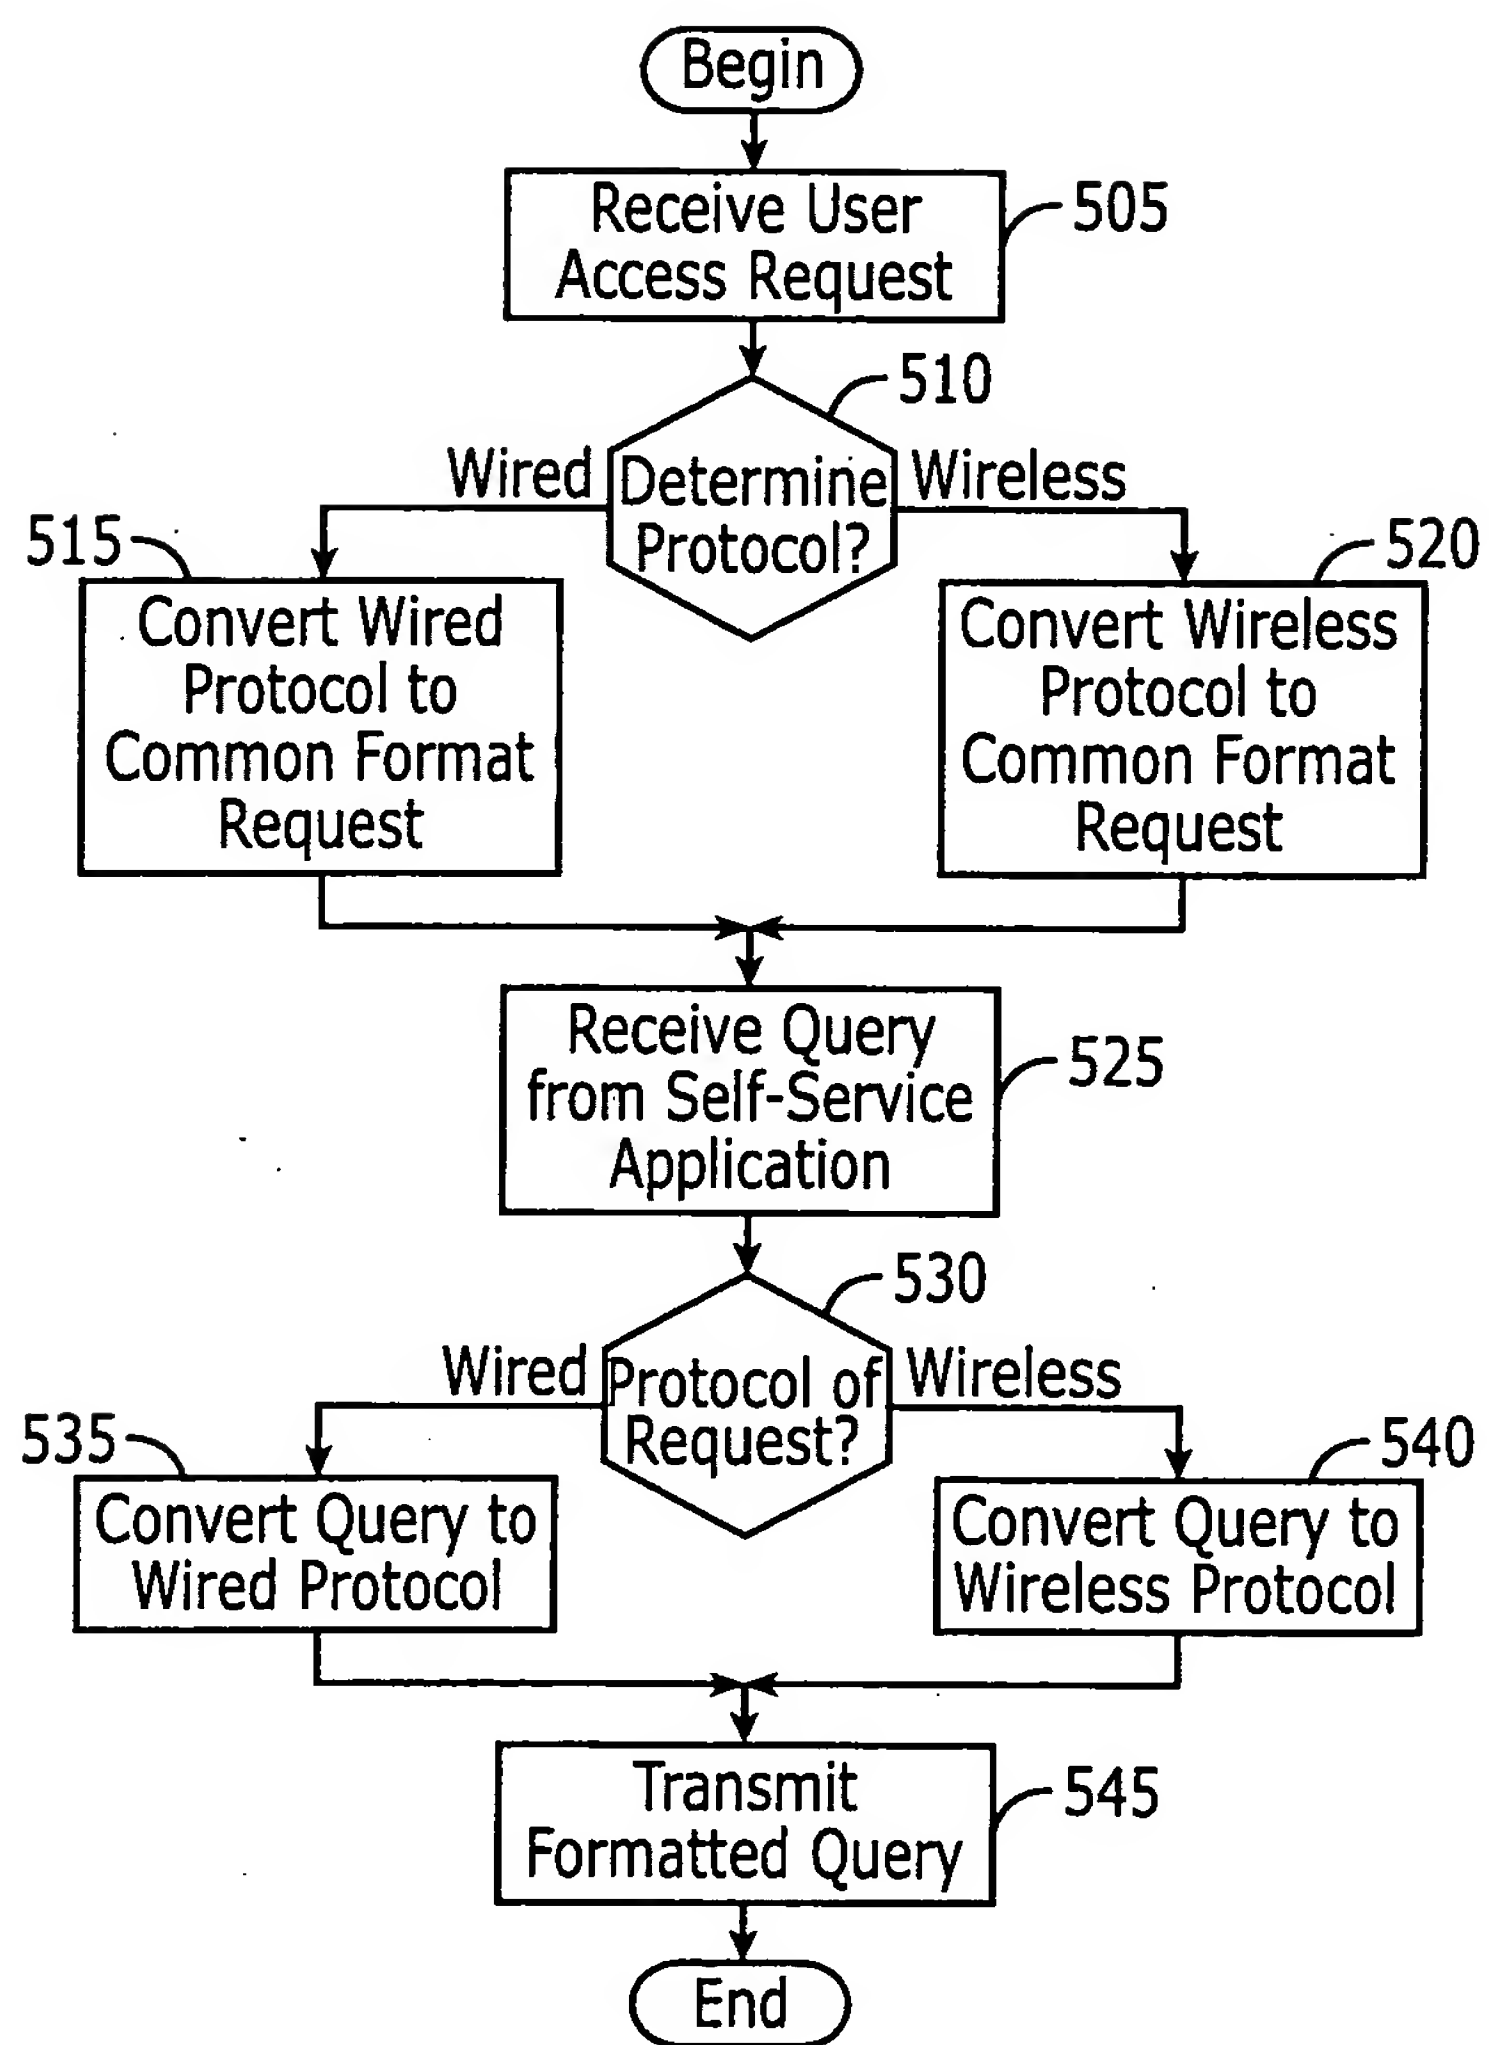 Begin
Receive User
Access Request
505
510
Wired
Determine
Protocol?
Wireless
515
Convert Wired
Protocol to
Common Format
Request
520
Convert Wireless
Protocol to
Common Format
Request
Receive Query
from Self-Service
Application
525
530
Wired
Protocol of
Request?
Wireless
535
Convert Query to
Wired Protocol
540
Convert Query to
Wireless Protocol
Transmit
Formatted Query
545
End